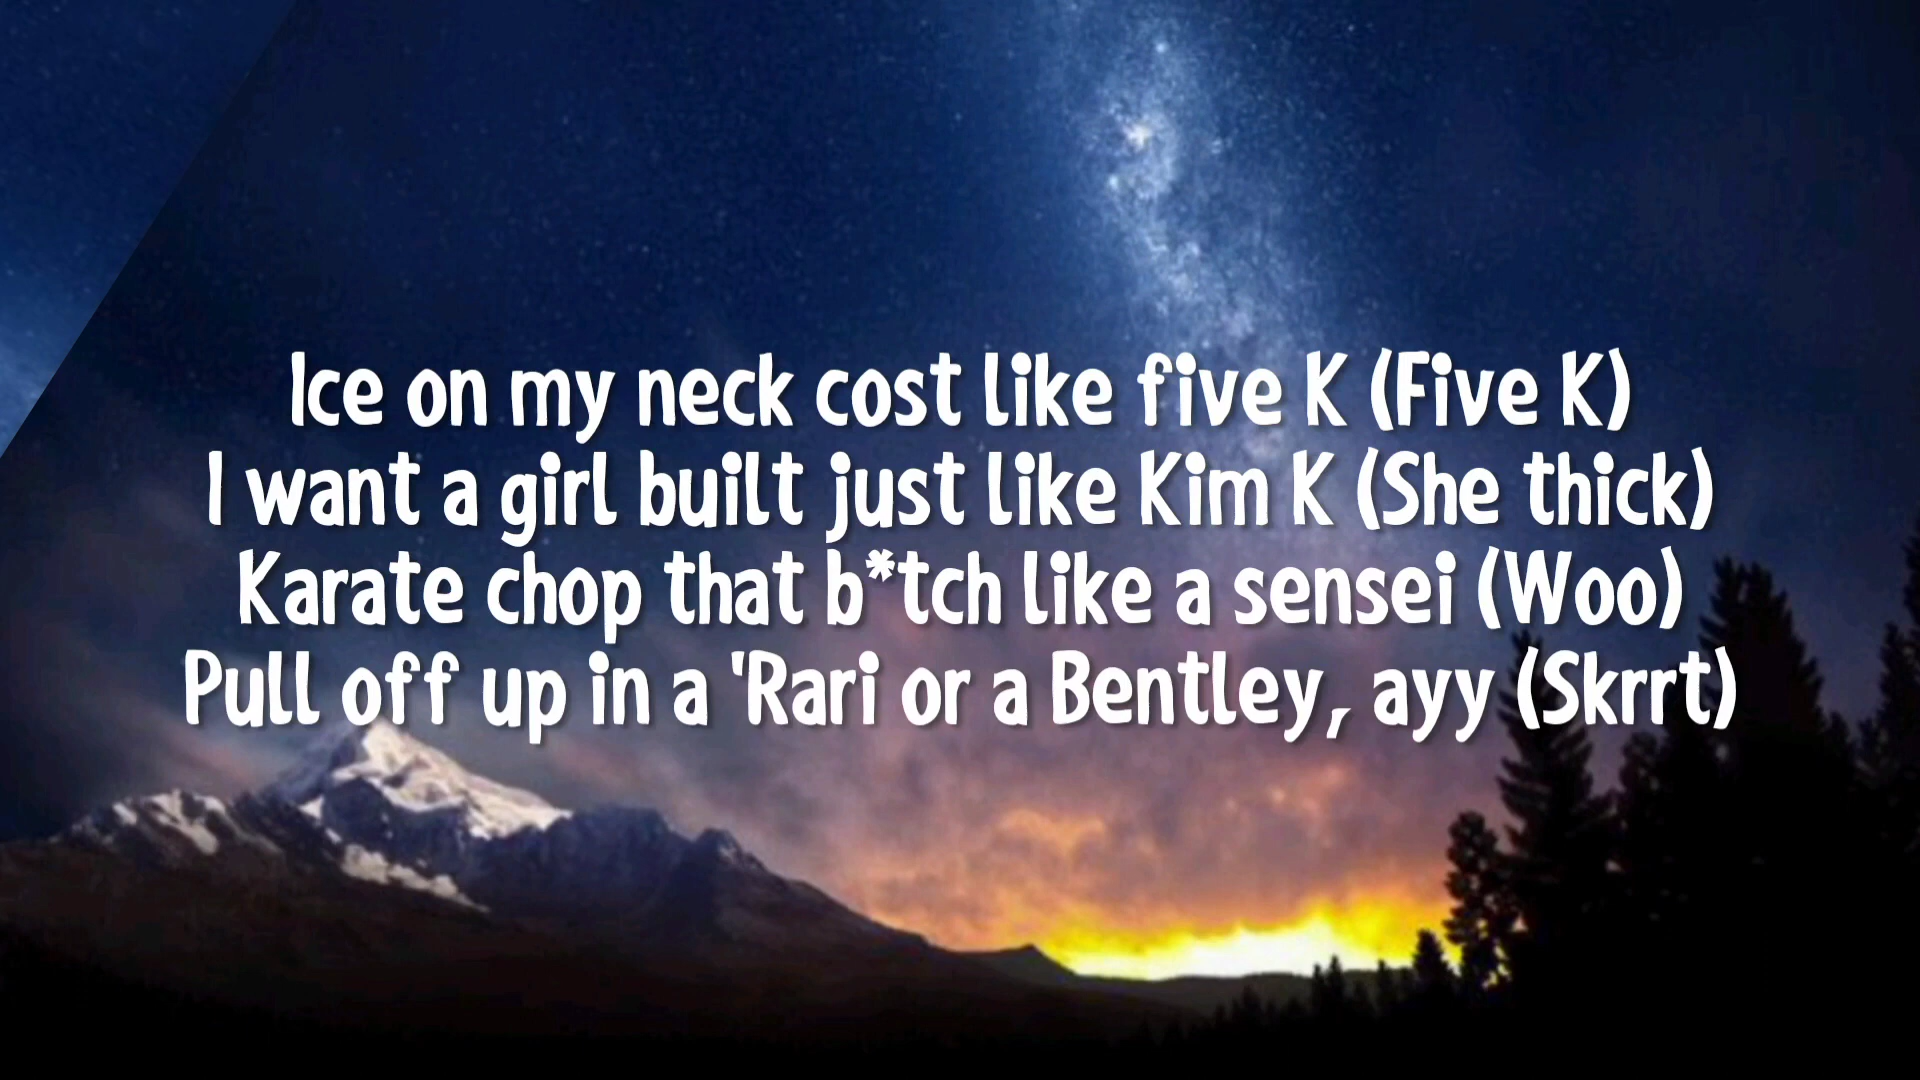 Ice on my neck cost like five K (Five K)
I want a girl built just like Kim K (She thick)
Karate chop that b*tch like a sensei (Woo)
Pull off up in a 'Rari or a Bentley, ayy (Skrrt)